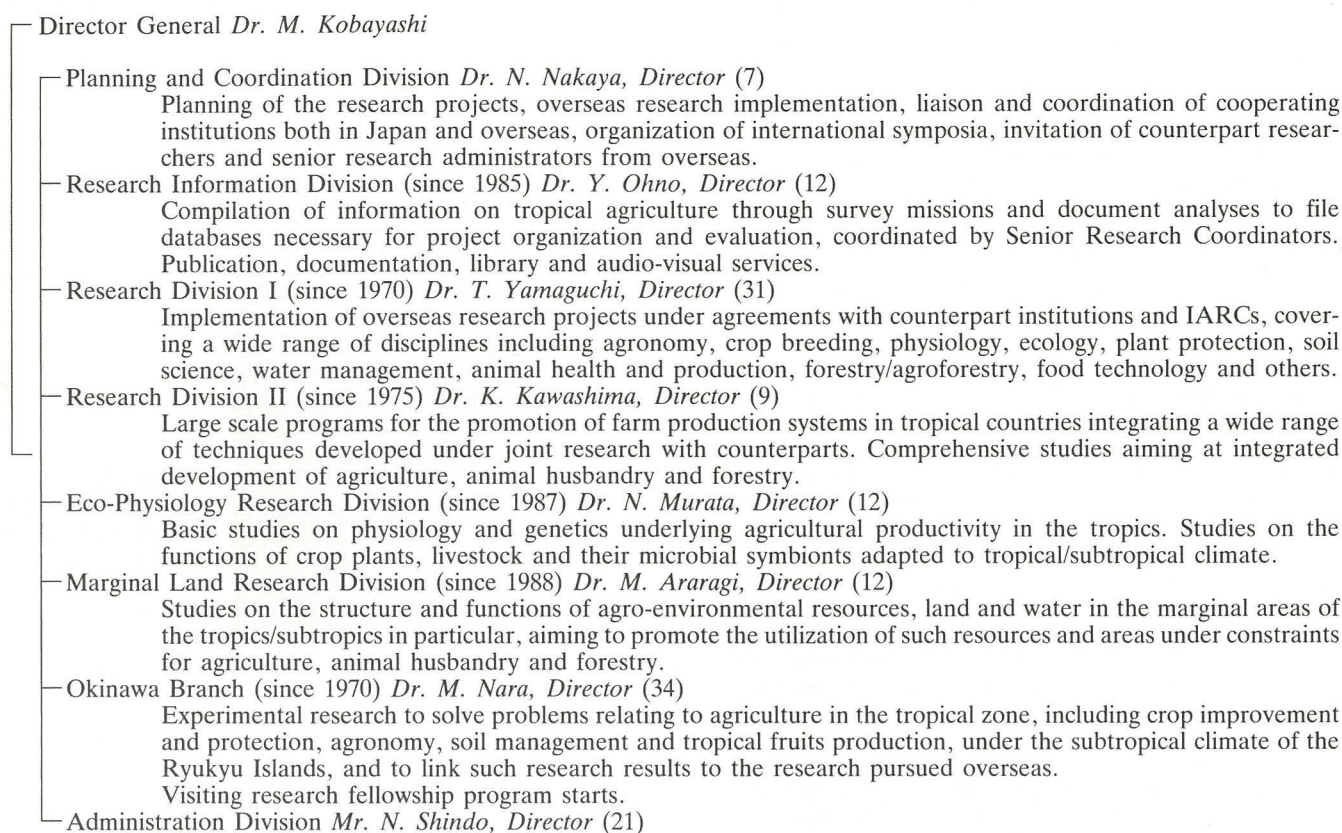 Director General Dr. M. Kobayashi
Planning and Coordination Division Dr. N. Nakaya, Director (7)
Planning of the research projects, overseas research implementation, liaison and coordination of cooperating
institutions both in Japan and overseas, organization of international symposia, invitation of counterpart resear-
chers and senior research administrators from overseas.
Research Information Division (since 1985) Dr. Y. Ohno, Director (12)
Compilation of information on tropical agriculture through survey missions and document analyses to file
databases necessary for project organization and evaluation, coordinated by Senior Research Coordinators.
Publication, documentation, library and audio-visual services.
Research Division I (since 1970) Dr. T. Yamaguchi, Director (31)
Implementation of overseas research projects under agreements with counterpart institutions and IARCs, cover-
ing a wide range of disciplines including agronomy, crop breeding, physiology, ecology, plant protection, soil
science, water management, animal health and production, forestry/agroforestry, food technology and others.
Research Division II (since 1975) Dr. K. Kawashima, Director (9)
Large scale programs for the promotion of farm production systems in tropical countries integrating a wide range
of techniques developed under joint research with counterparts. Comprehensive studies aiming at integrated
development of agriculture, animal husbandry and forestry.
Eco-Physiology Research Division (since 1987) Dr. N. Murata, Director (12)
Basic studies on physiology and genetics underlying agricultural productivity in the tropics. Studies on the
functions of crop plants, livestock and their microbial symbionts adapted to tropical/subtropical climate.
Marginal Land Research Division (since 1988) Dr. M. Araragi, Director (12)
Studies on the structure and functions of agro-environmental resources, land and water in the marginal areas of
the tropics/subtropics in particular, aiming to promote the utilization of such resources and areas under constraints
for agriculture, animal husbandry and forestry.
Okinawa Branch (since 1970) Dr. M. Nara, Director (34)
Experimental research to solve problems relating to agriculture in the tropical zone, including crop improvement
and protection, agronomy, soil management and tropical fruits production, under the subtropical climate of the
Ryukyu Islands, and to link such research results to the research pursued overseas.
Visiting research fellowship program starts.
Administration Division Mr. N. Shindo, Director (21)